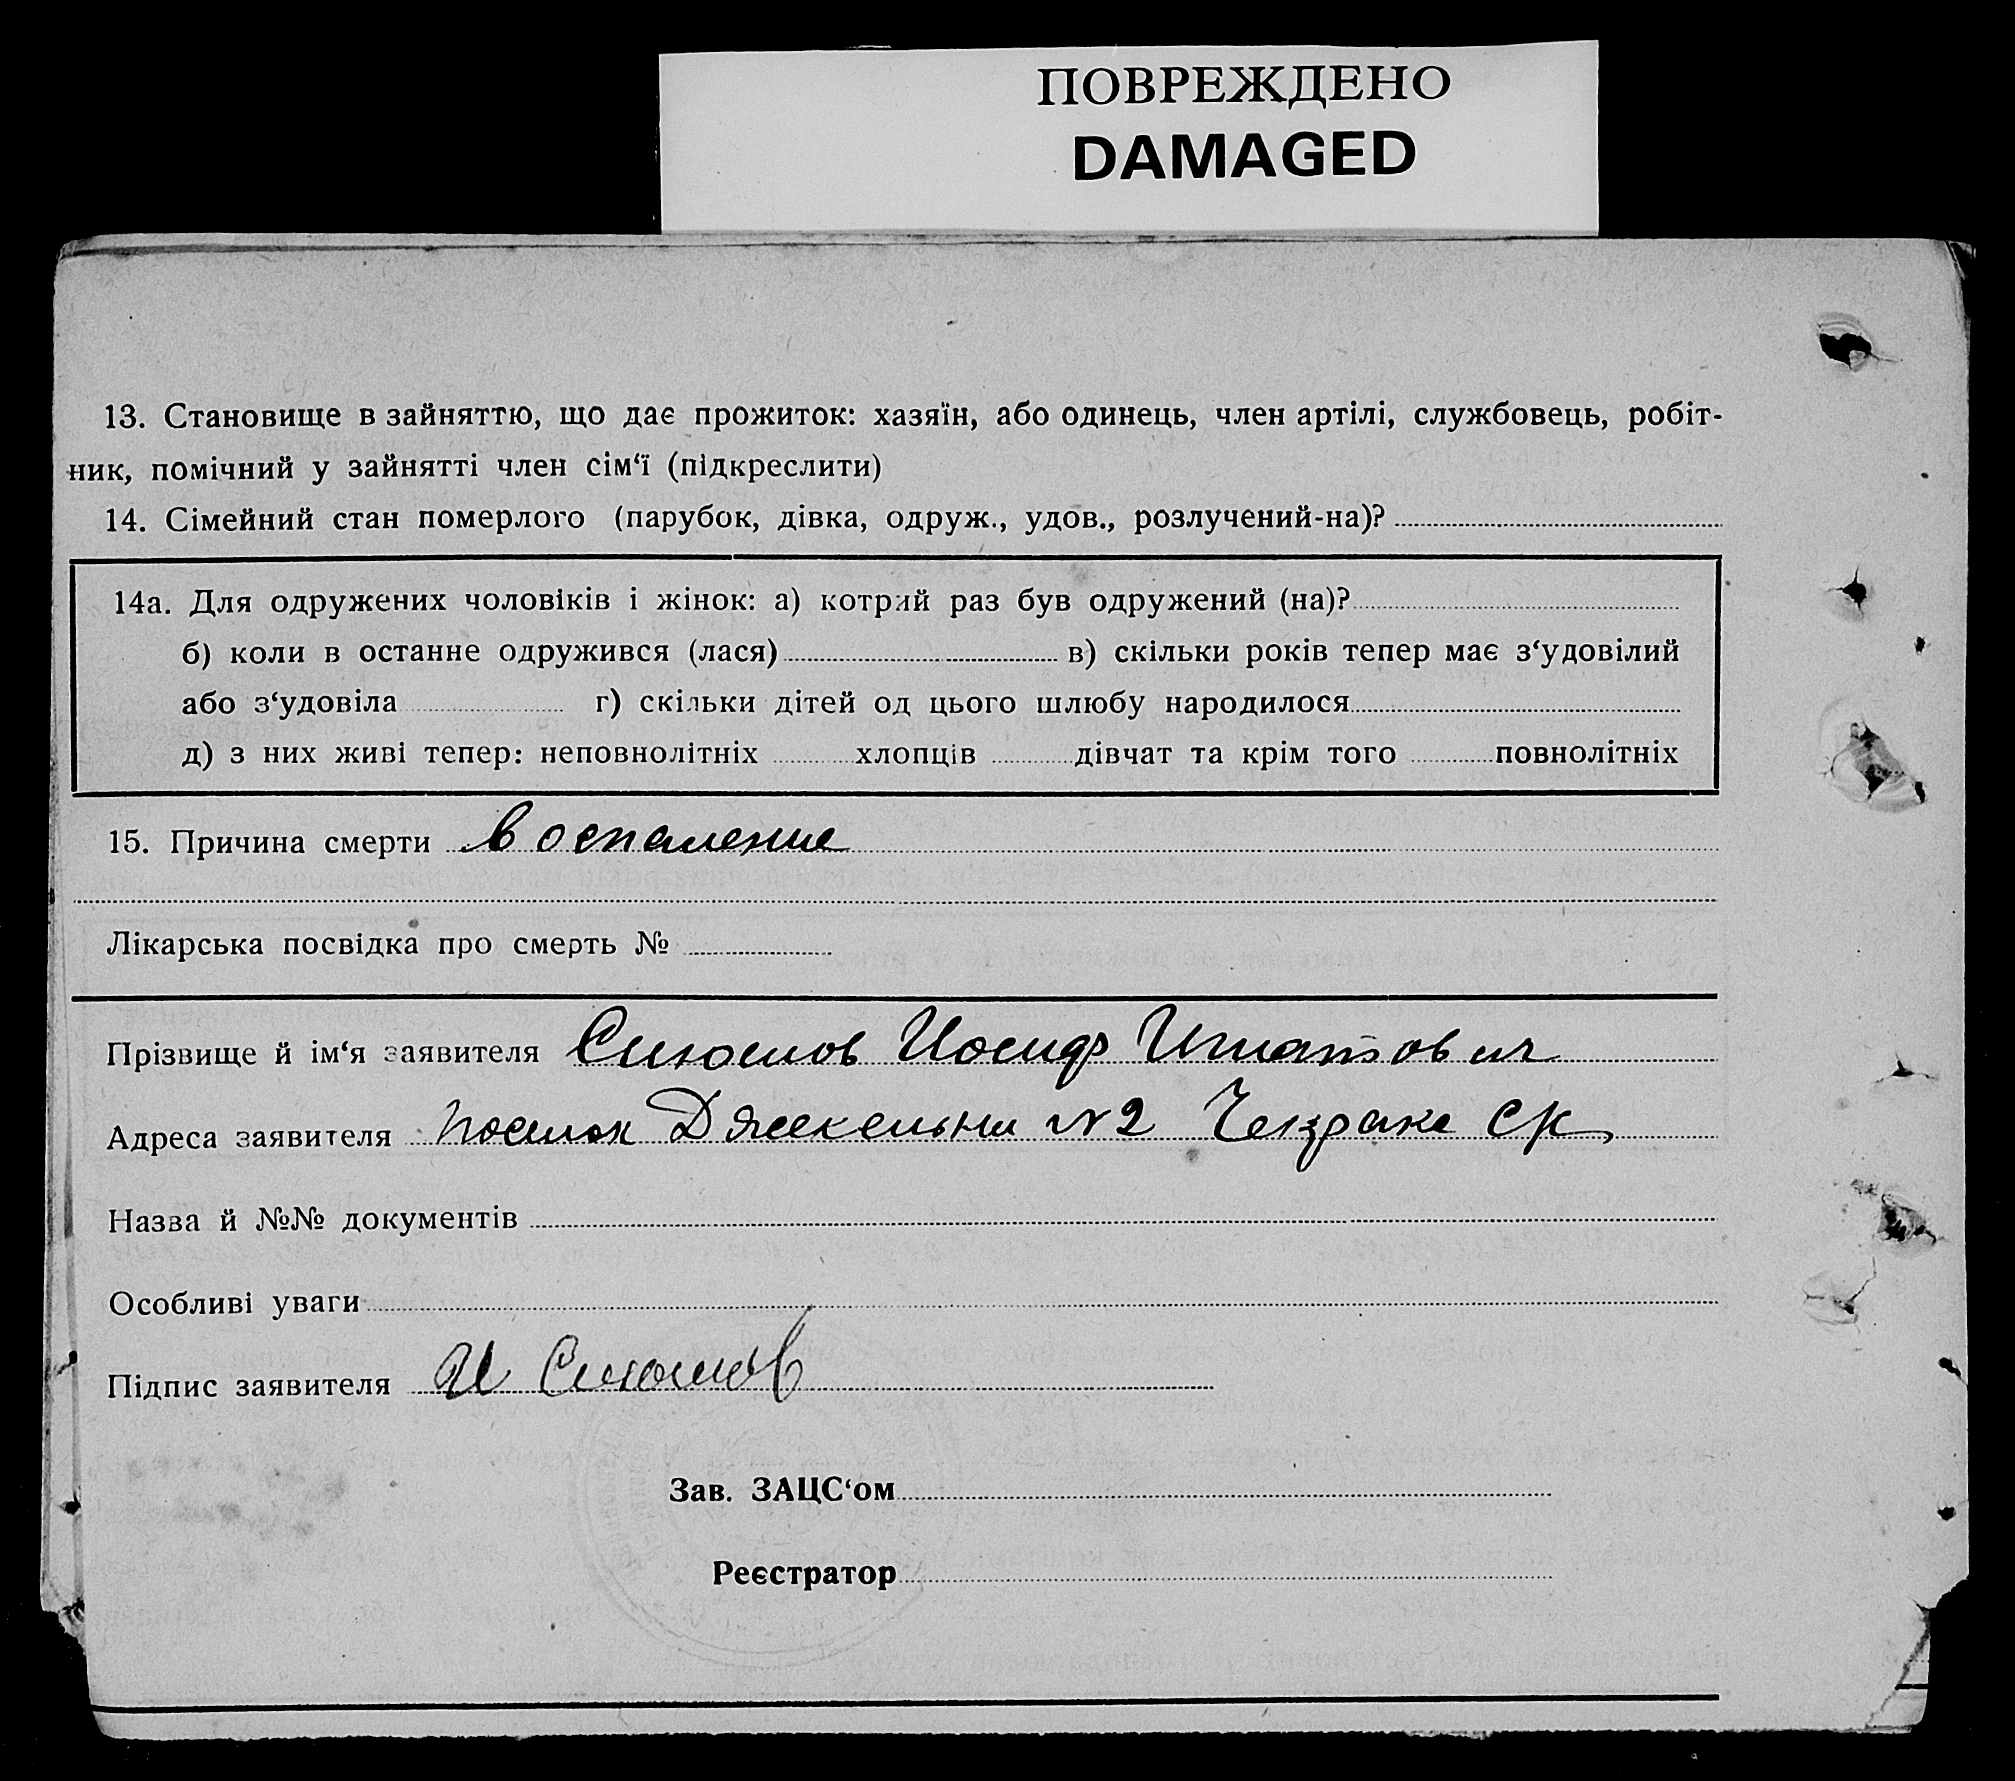 ПОВРЕЖДЕНО
DAMAGED
13. Становище в зайняттю, що дає прожиток: хазяїн, або одинець, член артілі, службовець, робіт-
ник, помічний у зайнятті член сім‘ї (підкреслити)
14. Сімейний стан померлого (парубок, дівка, одруж., удов., розлучений-на)?
14а. Для одружених чоловіків і жінок: а) котрий раз був одружений (на)?
б) коли в останне одружився (лася) в) скільки років тепер має з‘удовілий
або з‘удовіла г) скільки дітей од цього шлюбу народилося
д) з них живі тепер: неповнолітніх хлопців дівчат та крім того повнолітніх
15. Причина смерти воспаление
Лікарська посвідка про смерть №
Прізвище й ім‘я заявителя Иосиф Игнатович
Адреса заявителя поселок №2 СК
Назва й №№ документів
Особливі уваги
Підпис заявителя И
Зав. ЗАЦС‘ом
Реєстратор